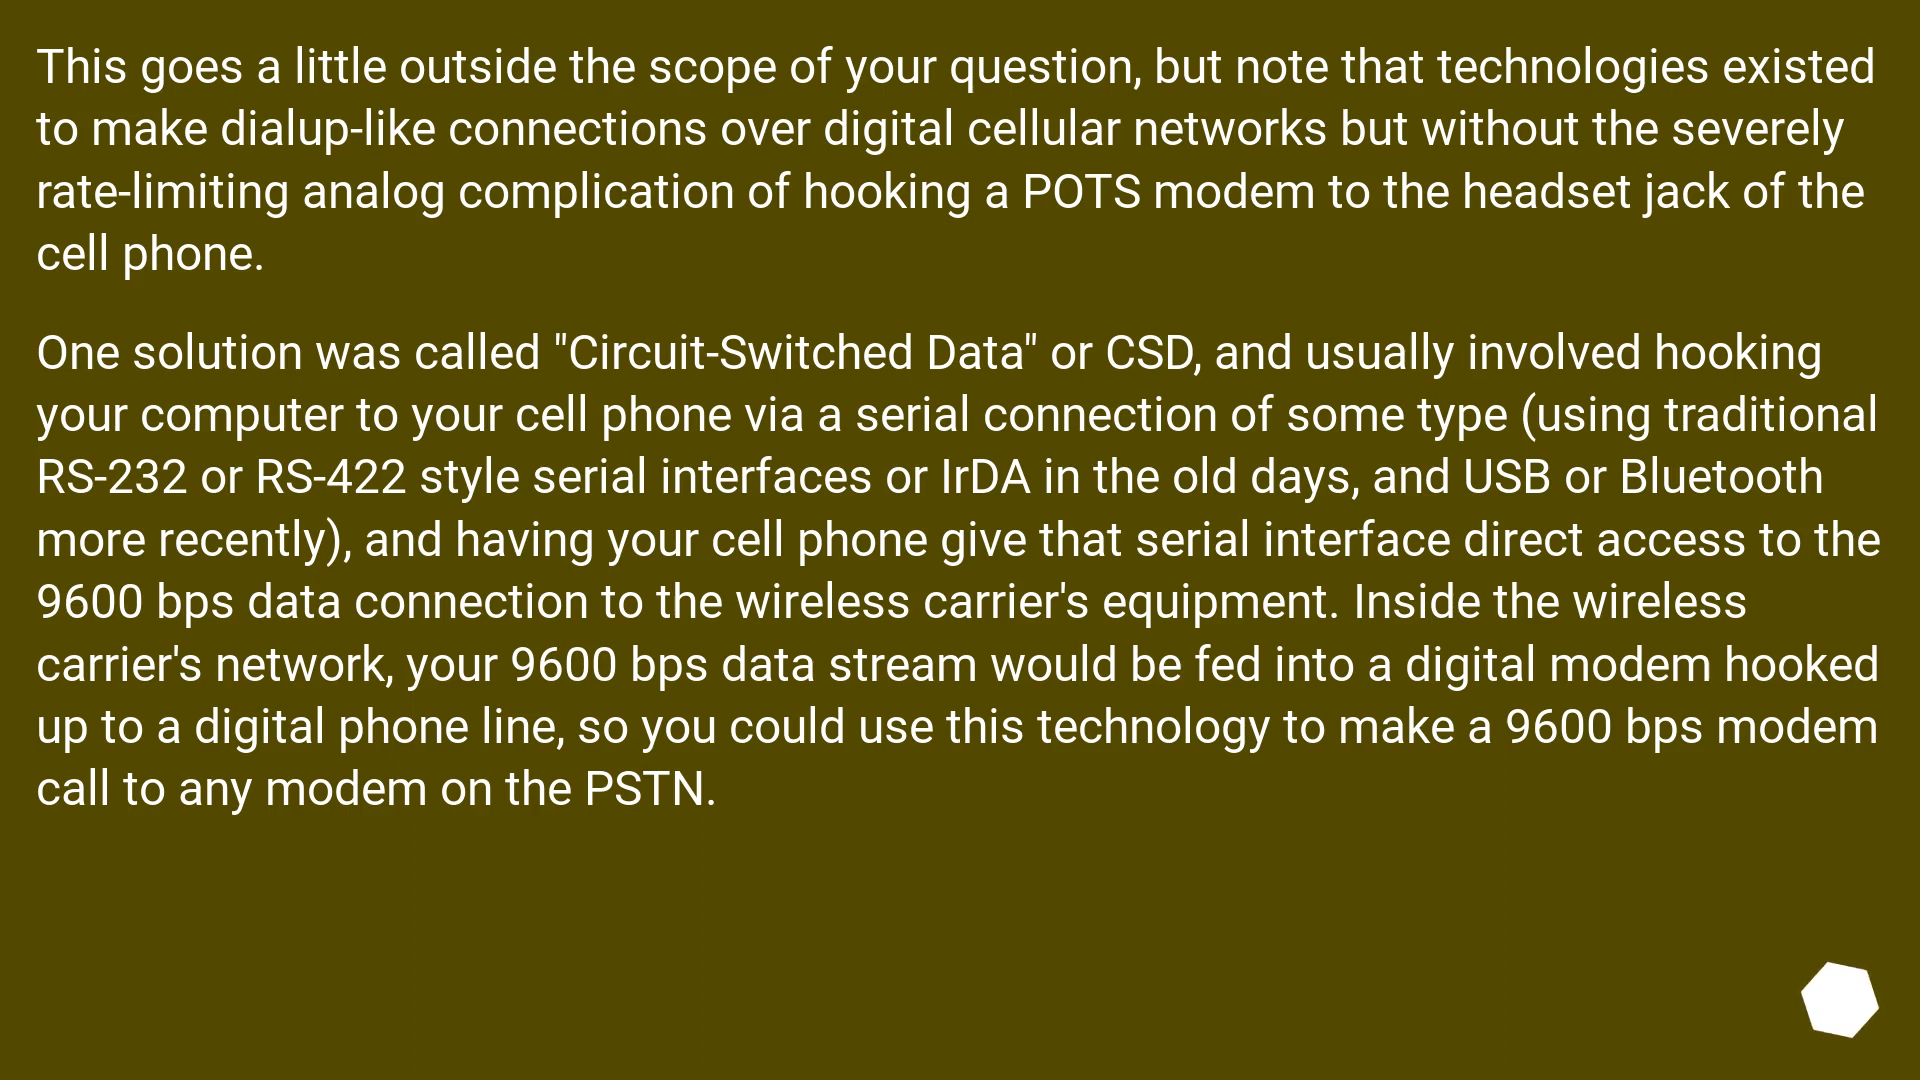 This goes a little outside the scope of your question, but note that technologies existed
to make dialup-like connections over digital cellular networks but without the severely
rate-limiting analog complication of hooking a POTS modem to the headset jack of the
cell phone.
One solution was called "Circuit-Switched Data" or CSD, and usually involved hooking
your computer to your cell phone via a serial connection of some type (using traditional
RS-232 or RS-422 style serial interfaces or IrDA in the old days, and USB or Bluetooth
more recently), and having your cell phone give that serial interface direct access to the
9600 bps data connection to the wireless carrier's equipment. Inside the wireless
carrier's network, your 9600 bps data stream would be fed into a digital modem hooked
up to a digital phone line, so you could use this technology to make a 9600 bps modem
call to any modem on the PSTN.